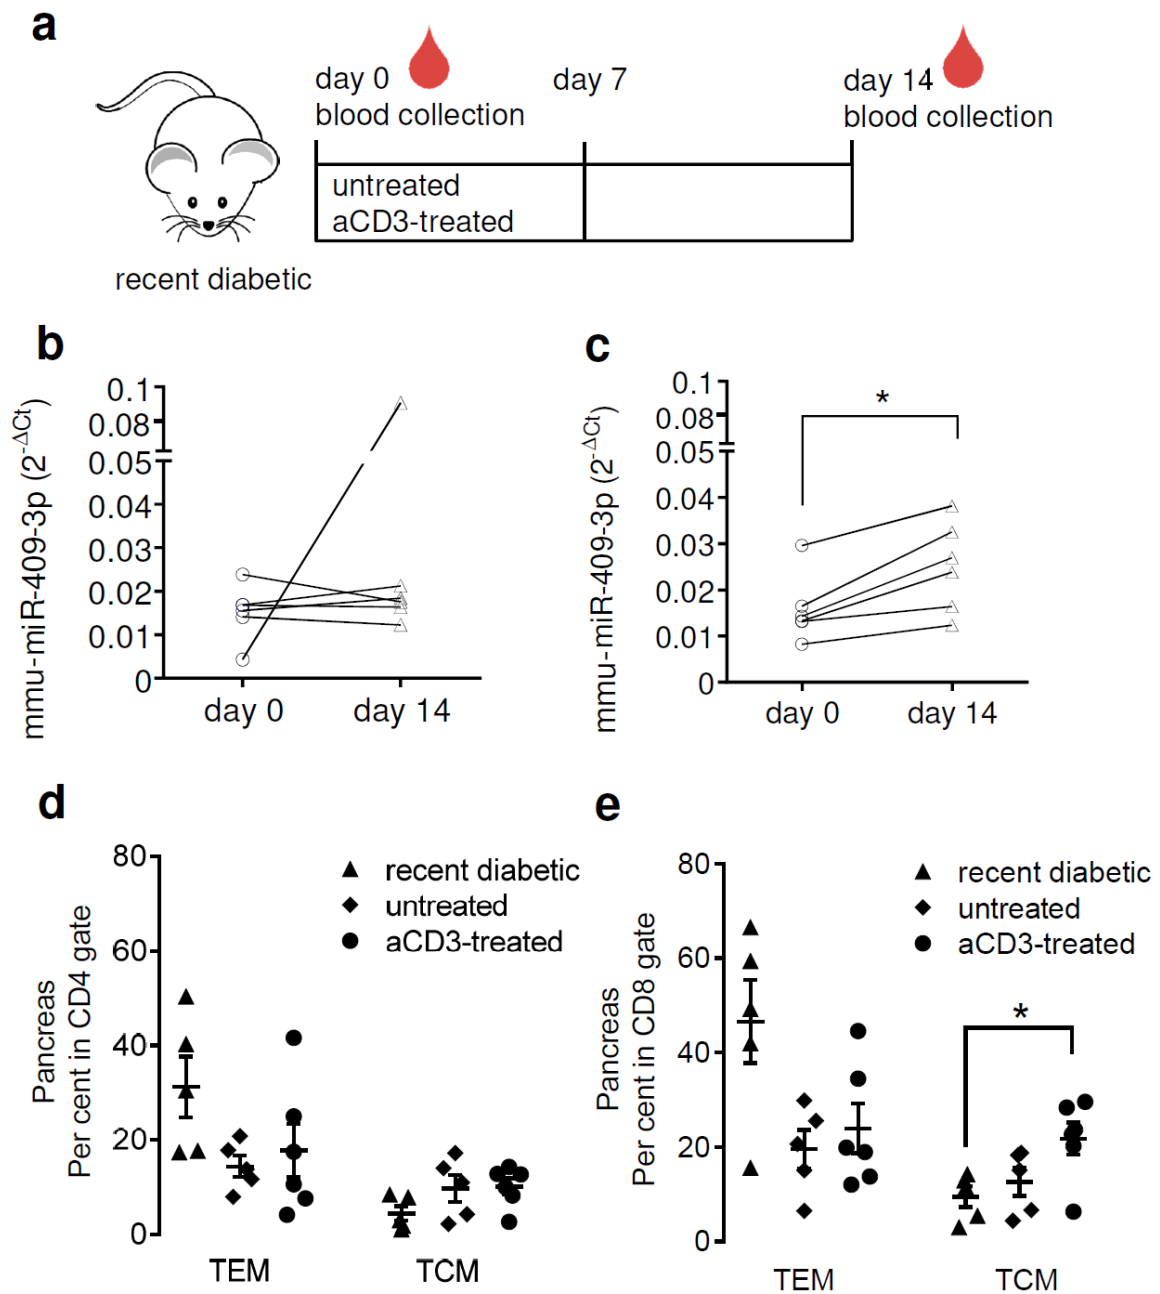 a
day 0
blood collection
day 7
day 14
blood collection
untreated
aCD3-treated
recent diabetic
b
mmu-miR-409-3p (2-ΔCt)
0.1
0.08
0.05
0.04
0.03
0.02
0.01
0
day 0
day 14
c
mmu-miR-409-3p (2-ΔCt)
0.1
0.08
0.05
0.04
0.03
0.02
0.01
0
*
day 0
day 14
d
Pancreas
Per cent in CD4 gate
80
60
40
20
0
recent diabetic
untreated
aCD3-treated
TEM
TCM
e
Pancreas
Per cent in CD8 gate
80
60
40
20
0
recent diabetic
untreated
aCD3-treated
*
TEM
TCM